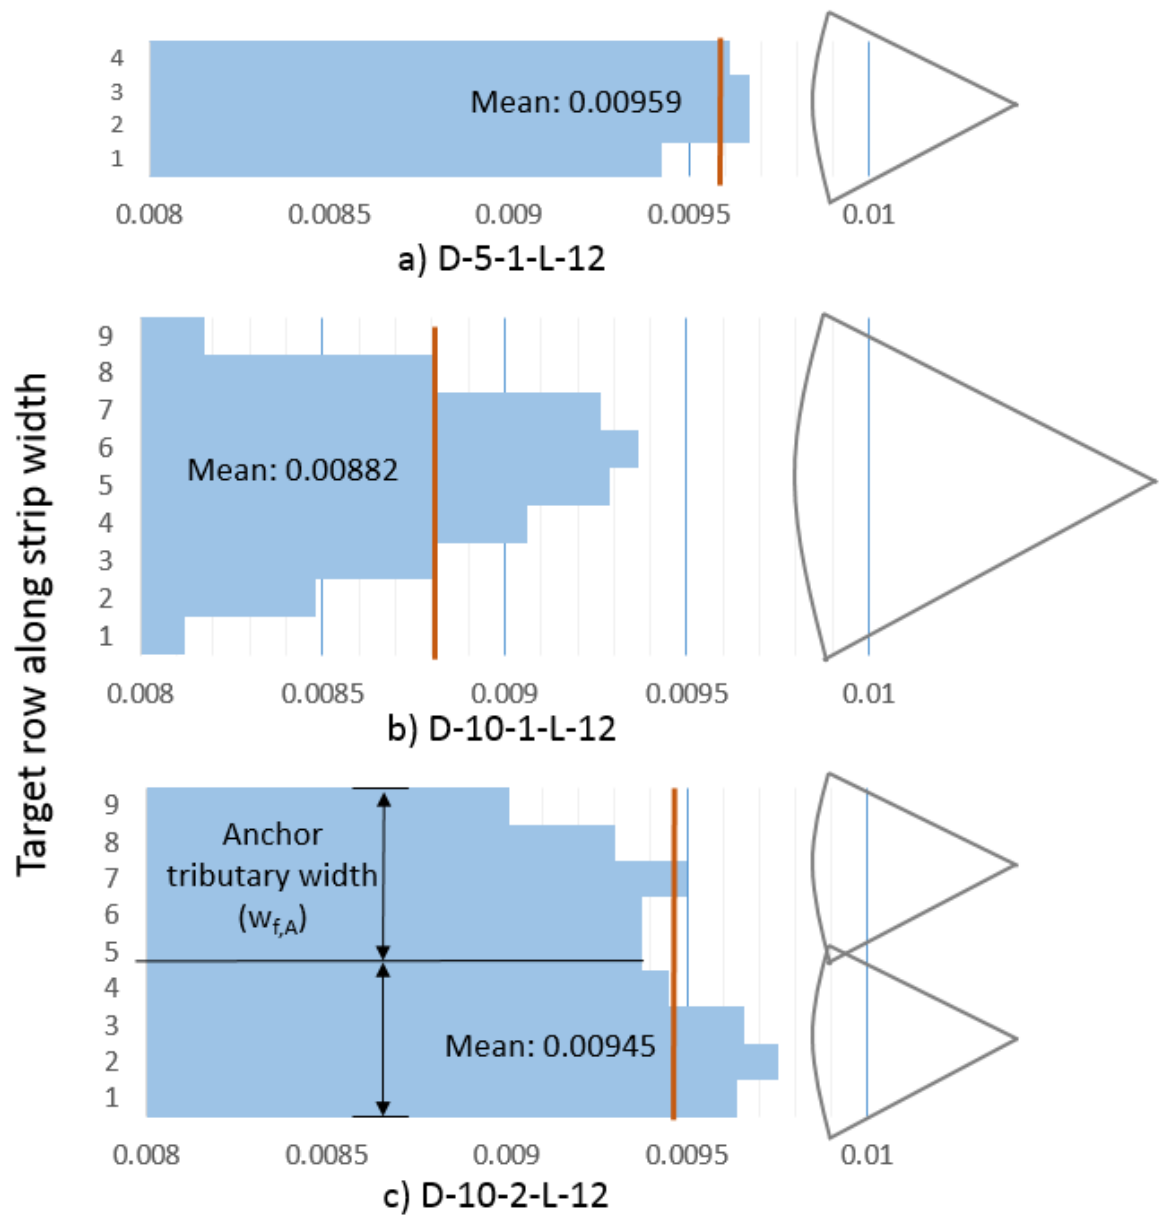 Target row along strip width
4
3
2
1
Mean: 0.00959
0.008 0.0085 0.009 0.0095 0.01
a) D-5-1-L-12
9
8
7
6
5
4
3
2
1
Mean: 0.00882
0.008 0.0085 0.009 0.0095 0.01
b) D-10-1-L-12
9
8
7
6
5
4
3
2
1
Anchor
tributary width
(wf,A)
Mean: 0.00945
0.008 0.0085 0.009 0.0095 0.01
c) D-10-2-L-12